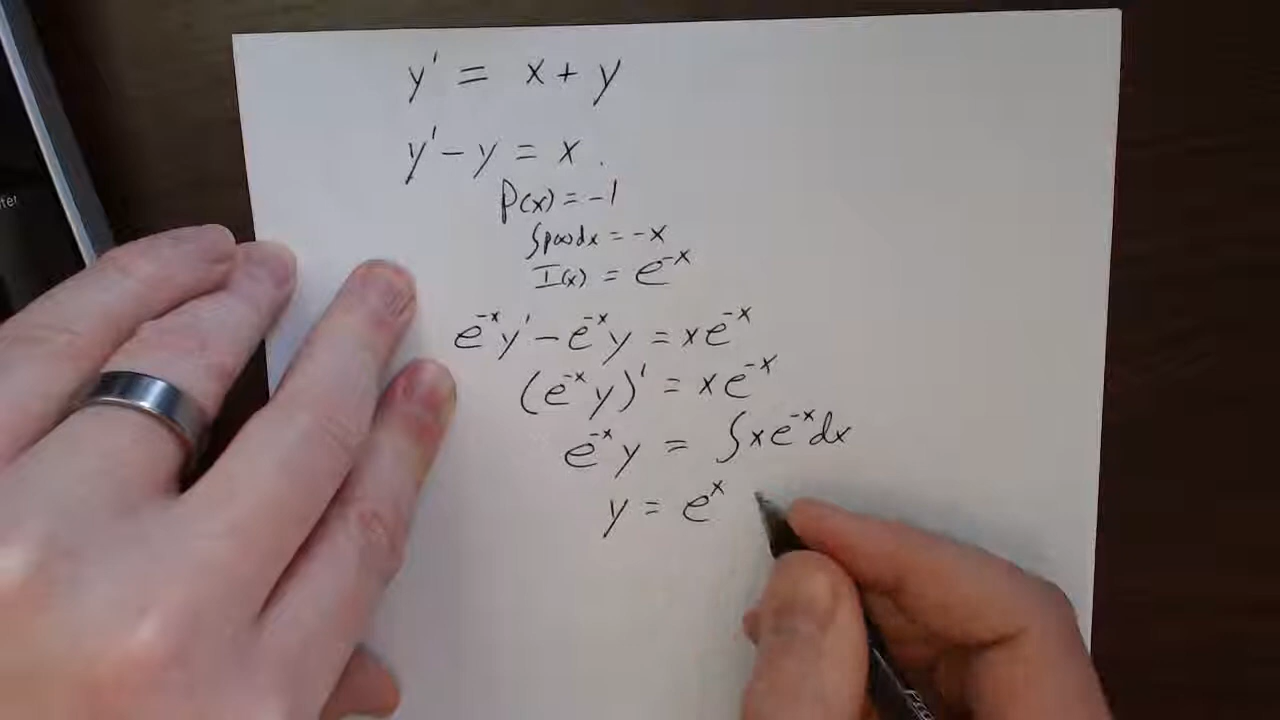 y' = x + y
y' - y = x .
P(x) = -1
∫p(x)dx = -x
I(x) = e^{-x}
e^{-x}y' - e^{-x}y = xe^{-x}
(e^{-x}y)' = xe^{-x}
e^{-x}y = ∫xe^{-x}dx
y = e^{x}